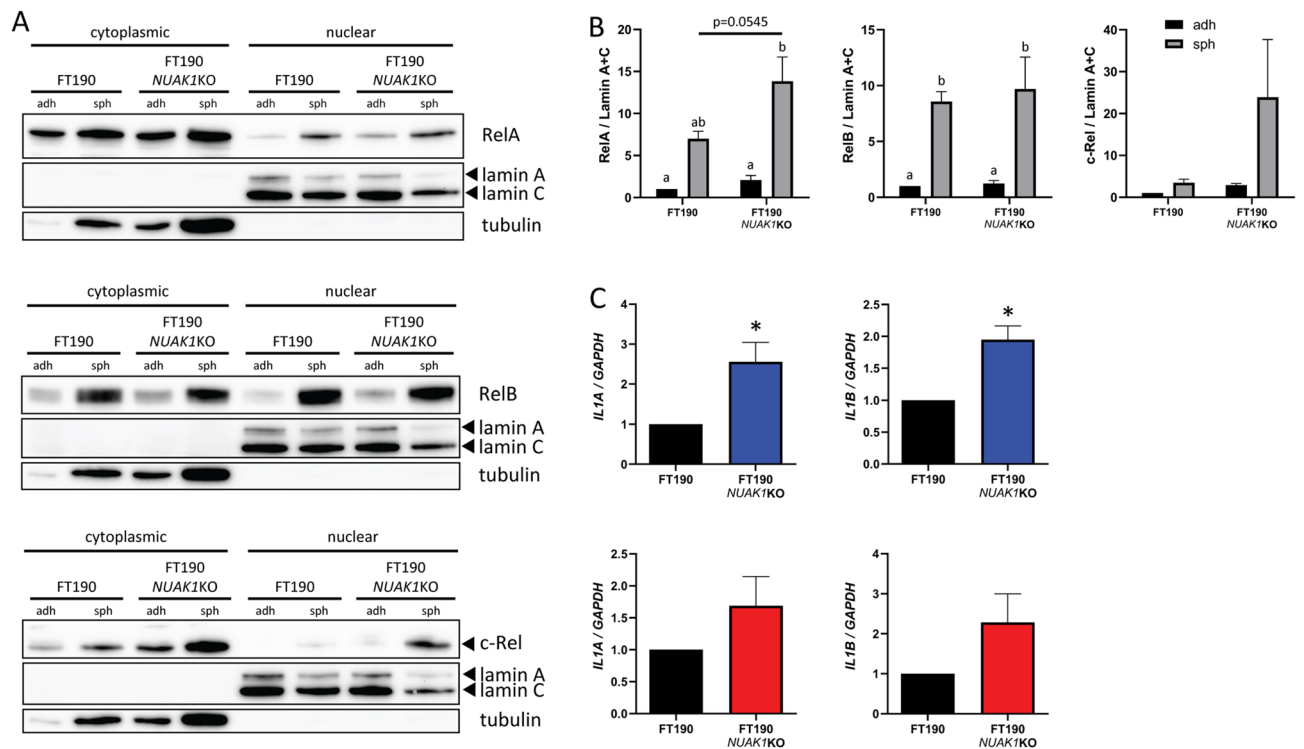 A
cytoplasmic nuclear
FT190 FT190 NUAK1KO FT190 FT190 NUAK1KO
adh sph adh sph adh sph adh sph
RelA
lamin A
lamin C
tubulin
cytoplasmic nuclear
FT190 FT190 NUAK1KO FT190 FT190 NUAK1KO
adh sph adh sph adh sph adh sph
RelB
lamin A
lamin C
tubulin
cytoplasmic nuclear
FT190 FT190 NUAK1KO FT190 FT190 NUAK1KO
adh sph adh sph adh sph adh sph
c-Rel
lamin A
lamin C
tubulin
B
p=0.0545
RelA / Lamin A+C
20
15
10
5
0
a ab a b
FT190 FT190
NUAK1KO
RelB / Lamin A+C
15
10
5
0
a b a b
FT190 FT190
NUAK1KO
adh
sph
c-Rel / Lamin A+C
40
30
20
10
0
FT190 FT190
NUAK1KO
C
IL1A / GAPDH
4
3
2
1
0
*
FT190 FT190
NUAK1KO
IL1B / GAPDH
2.5
2.0
1.5
1.0
0.5
0.0
*
FT190 FT190
NUAK1KO
IL1A / GAPDH
2.5
2.0
1.5
1.0
0.5
0.0
FT190 FT190
NUAK1KO
IL1B / GAPDH
4
3
2
1
0
FT190 FT190
NUAK1KO